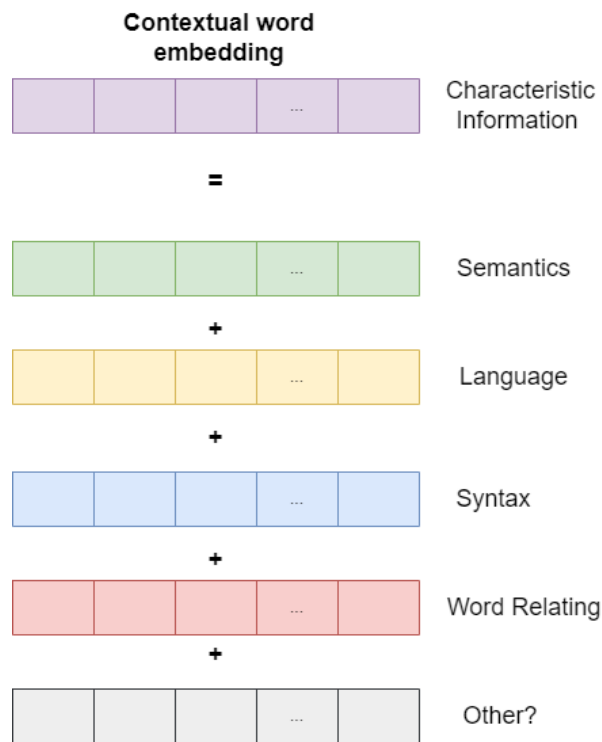 Contextual word
embedding
... Characteristic
Information
=
... Semantics
+
... Language
+
... Syntax
+
... Word Relating
+
... Other?